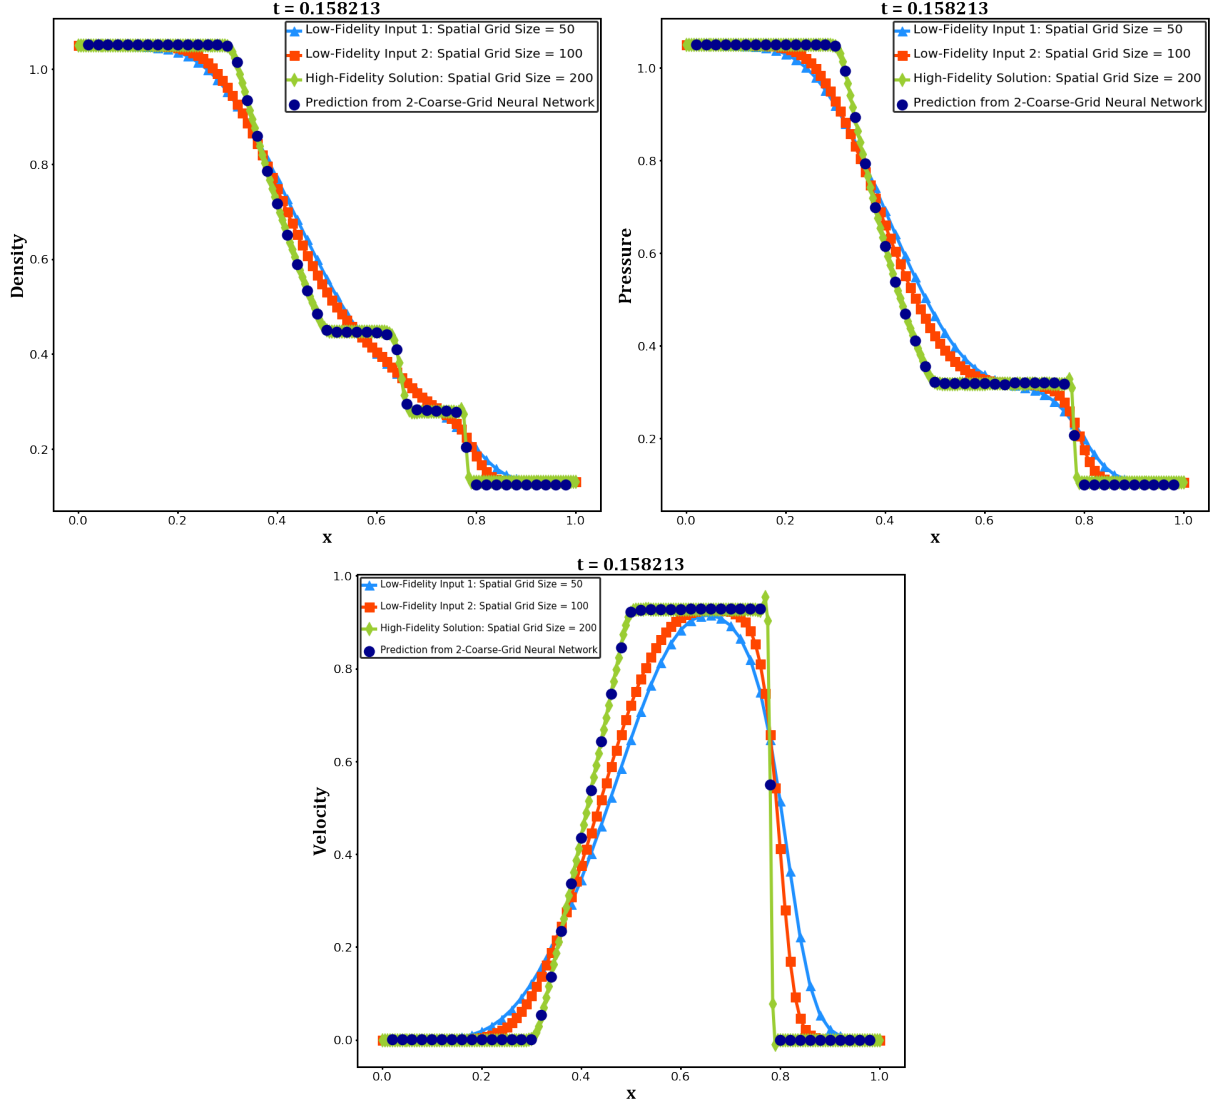 t = 0.158213
Low-Fidelity Input 1: Spatial Grid Size = 50
Low-Fidelity Input 2: Spatial Grid Size = 100
High-Fidelity Solution: Spatial Grid Size = 200
Prediction from 2-Coarse-Grid Neural Network
Density
1.0
0.8
0.6
0.4
0.2
0.0 0.2 0.4 0.6 0.8 1.0
x
t = 0.158213
Low-Fidelity Input 1: Spatial Grid Size = 50
Low-Fidelity Input 2: Spatial Grid Size = 100
High-Fidelity Solution: Spatial Grid Size = 200
Prediction from 2-Coarse-Grid Neural Network
Pressure
1.0
0.8
0.6
0.4
0.2
0.0 0.2 0.4 0.6 0.8 1.0
x
t = 0.158213
Low-Fidelity Input 1: Spatial Grid Size = 50
Low-Fidelity Input 2: Spatial Grid Size = 100
High-Fidelity Solution: Spatial Grid Size = 200
Prediction from 2-Coarse-Grid Neural Network
Velocity
1.0
0.8
0.6
0.4
0.2
0.0
0.0 0.2 0.4 0.6 0.8 1.0
x